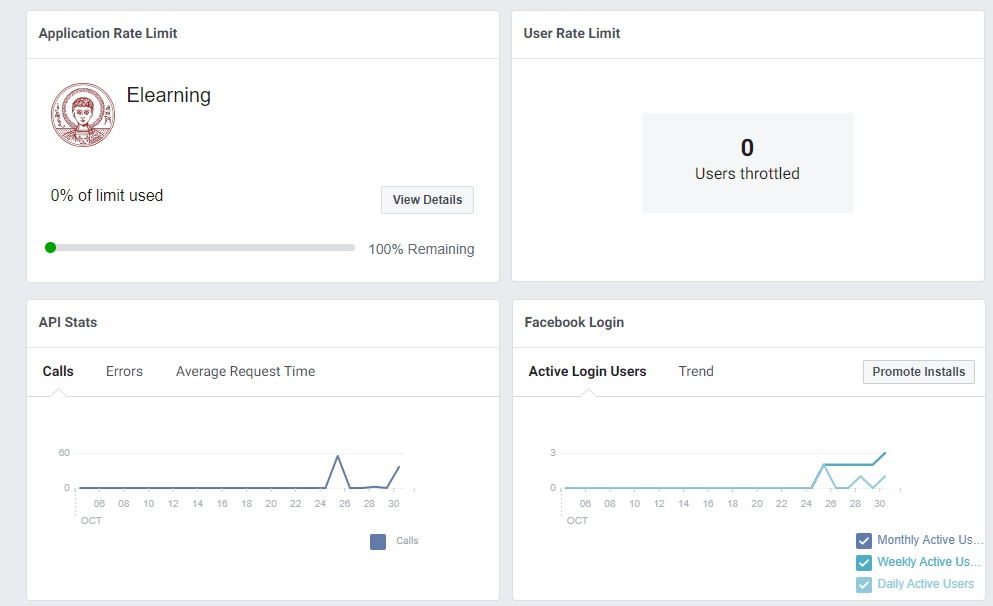 Application Rate Limit
Elearning
0% of limit used
View Details
100% Remaining
User Rate Limit
0
Users throttled
API Stats
Calls Errors Average Request Time
60
0
06 08 10 12 14 16 18 20 22 24 26 28 30
OCT
Calls
Facebook Login
Active Login Users Trend
Promote Installs
3
0
06 08 10 12 14 16 18 20 22 24 26 28 30
OCT
Monthly Active Us...
Weekly Active Us...
Daily Active Users